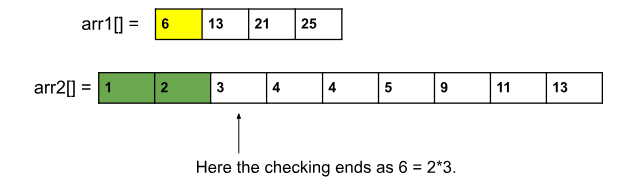 arr1[] = 6 13 21 25
arr2[] = 1 2 3 4 4 5 9 11 13
Here the checking ends as 6 = 2*3.